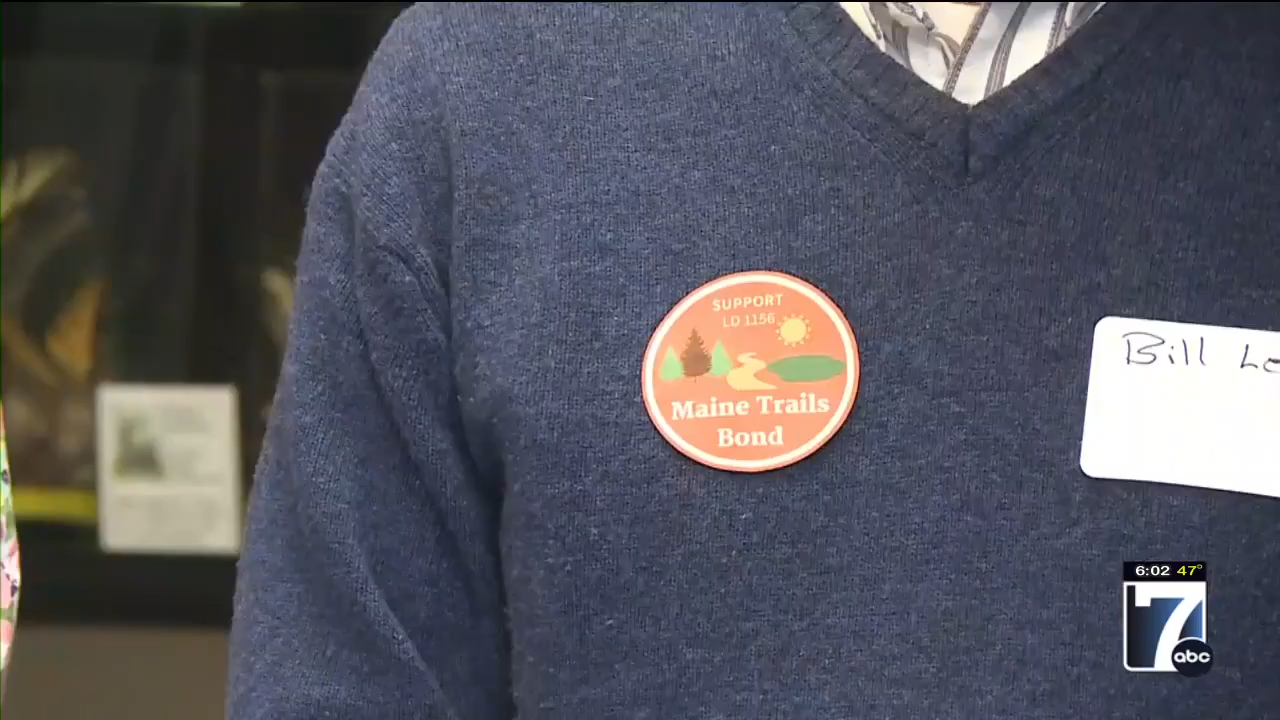 SUPPORT
LD 1156
Maine Trails
Bond
Bill
6:02 47°
7
abc